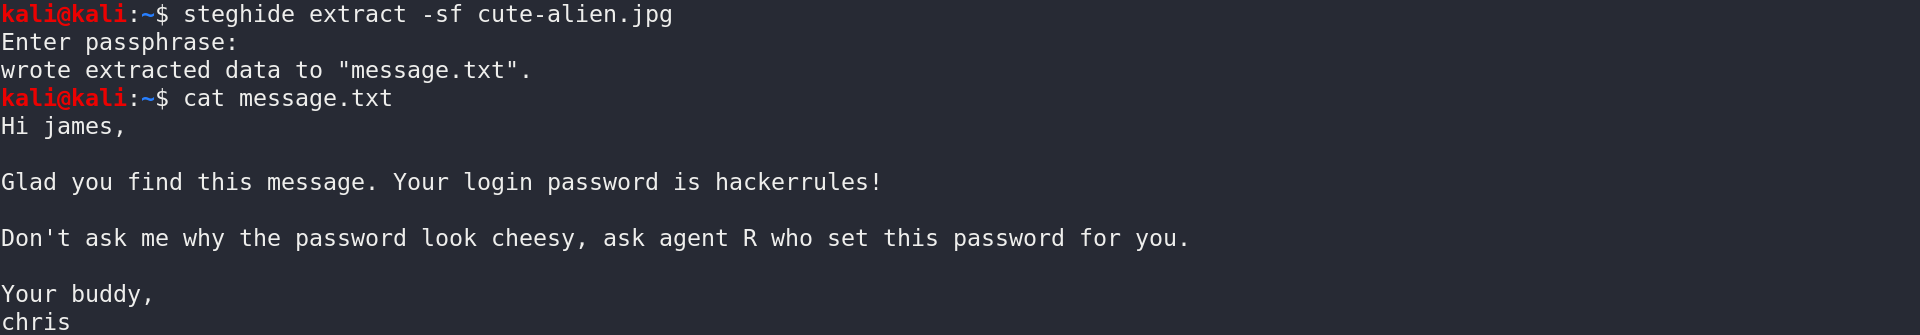 kali@kali:~$ steghide extract -sf cute-alien.jpg
Enter passphrase:
wrote extracted data to "message.txt".
kali@kali:~$ cat message.txt
Hi james,
Glad you find this message. Your login password is hackerrules!
Don't ask me why the password look cheesy, ask agent R who set this password for you.
Your buddy,
chris